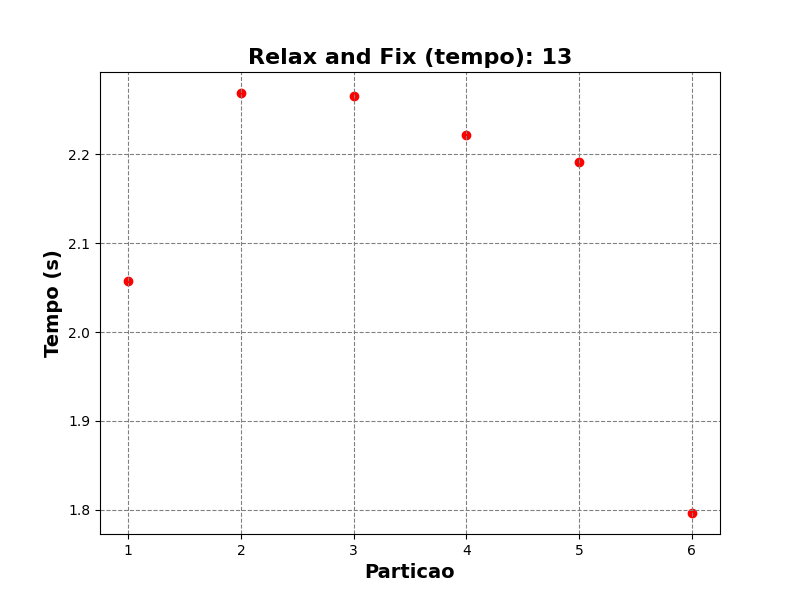 Relax and Fix (tempo): 13
2.2
2.1
2.0
1.9
1.8
Tempo (s)
1 2 3 4 5 6
Particao